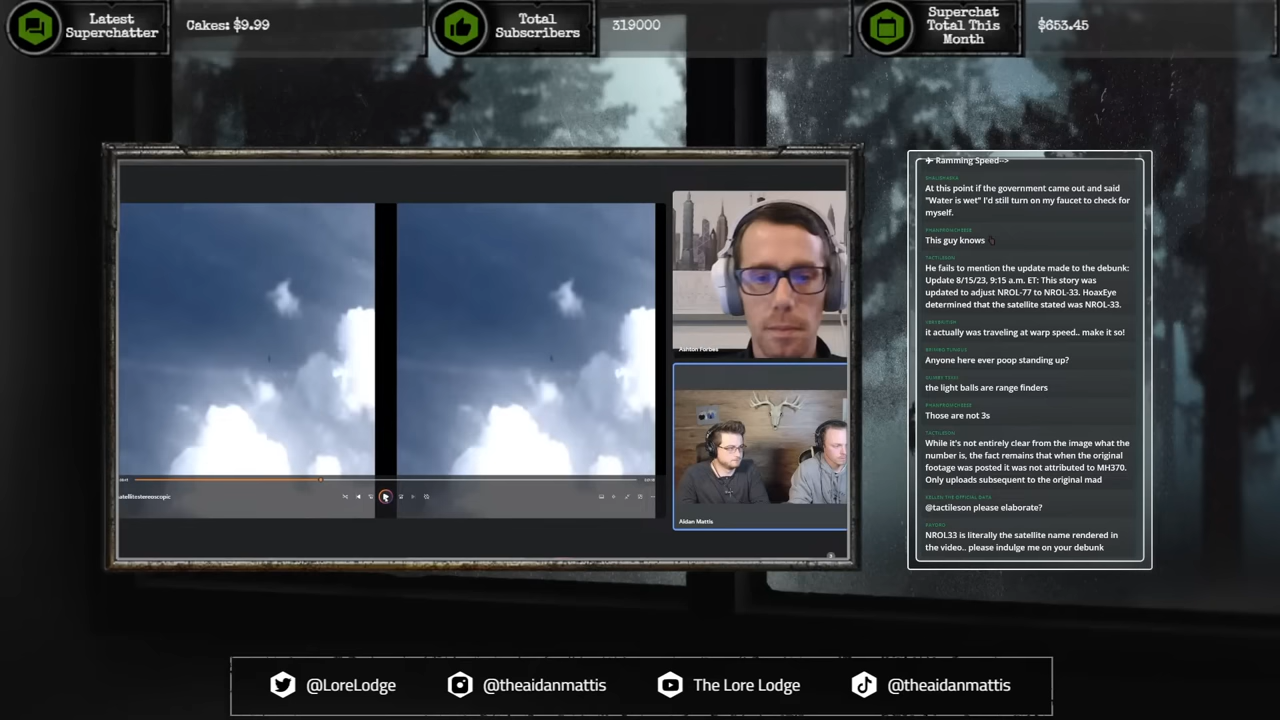 Latest
Superchatter
Cakes: $9.99
Total
Subscribers
319000
Superchat
Total This
Month
$653.45
Ramming Speed-->
At this point if the government came out and said
"Water is wet" I'd still turn on my faucet to check for
myself.
This guy knows
TACTILESON
He fails to mention the update made to the debunk:
Update 8/15/23, 9:15 a.m. ET: This story was
updated to adjust NROL-77 to NROL-33. HoaxEye
determined that the satellite stated was NROL-33.
it actually was traveling at warp speed.. make it so!
Anyone here ever poop standing up?
the light balls are range finders
Those are not 3s
TACTILESON
While it's not entirely clear from the image what the
number is, the fact remains that when the original
footage was posted it was not attributed to MH370.
Only uploads subsequent to the original mad
@tactileson please elaborate?
NROL33 is literally the satellite name rendered in
the video.. please indulge me on your debunk
Ashton Forbes
Aidan Mattis
atellitestereoscopic
@LoreLodge
@theaidanmattis
The Lore Lodge
@theaidanmattis